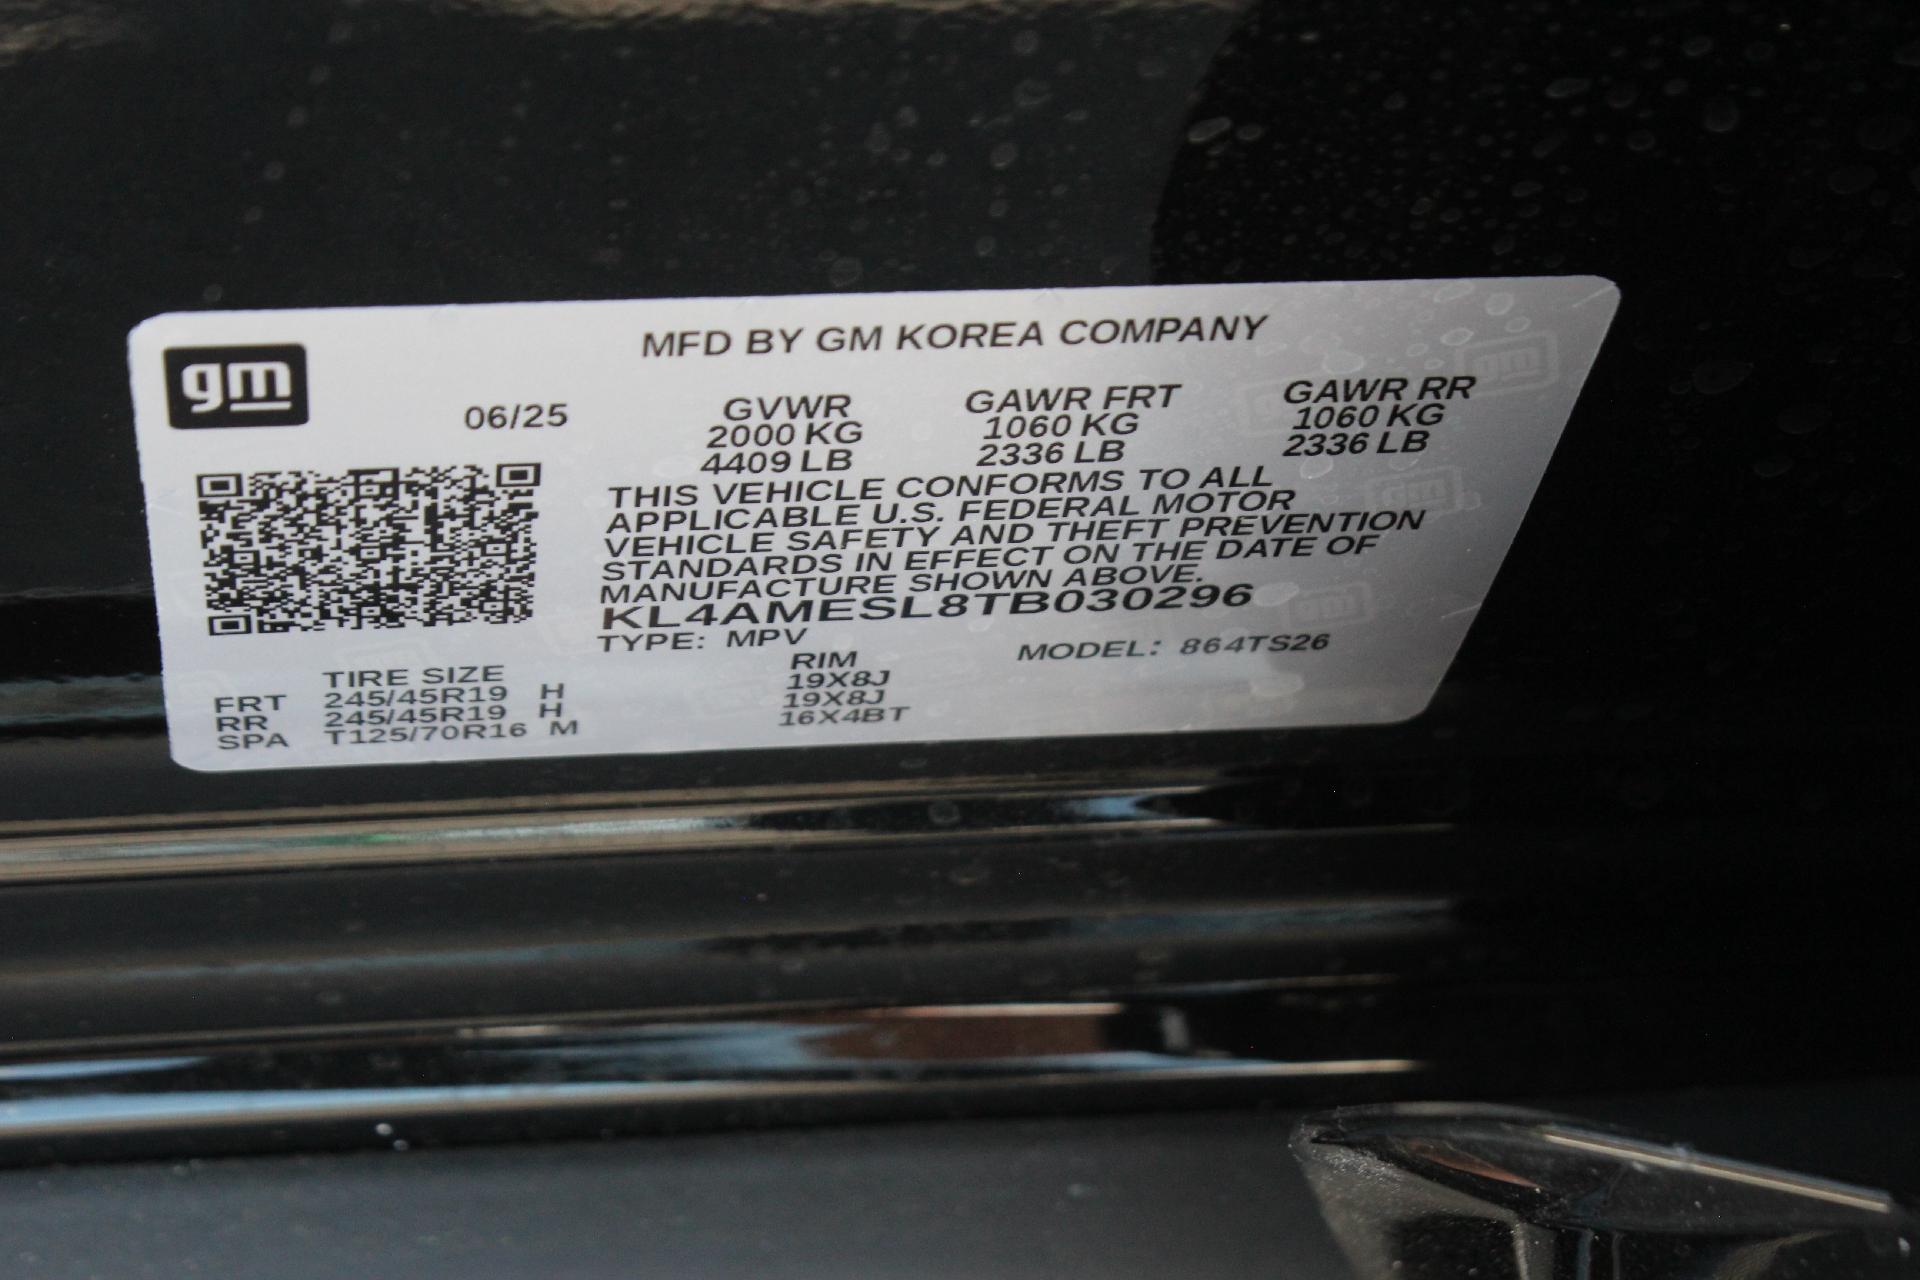 gm
MFD BY GM KOREA COMPANY
06/25 GVWR GAWR FRT GAWR RR
2000 KG 1060 KG 1060 KG
4409 LB 2336 LB 2336 LB
THIS VEHICLE CONFORMS TO ALL
APPLICABLE U.S. FEDERAL MOTOR
VEHICLE SAFETY AND THEFT PREVENTION
STANDARDS IN EFFECT ON THE DATE OF
MANUFACTURE SHOWN ABOVE.
KL4AMESL8TB030296
TYPE: MPV MODEL: 864TS26
TIRE SIZE RIM
FRT 245/45R19 H 19X8J
RR 245/45R19 H 19X8J
SPA T125/70R16 M 16X4BT